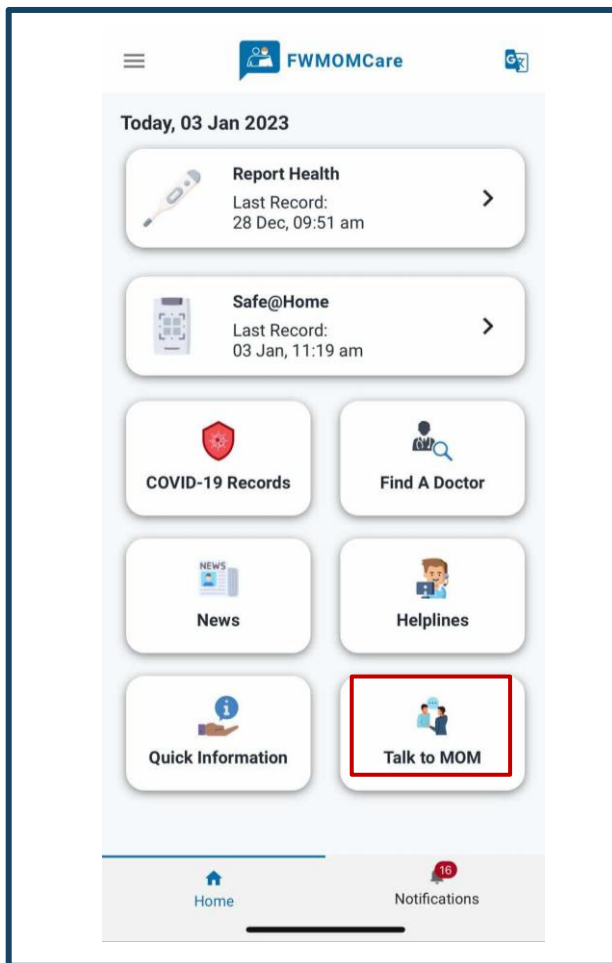 FWMOMCare
Today, 03 Jan 2023
Report Health
Last Record:
28 Dec, 09:51 am
Safe@Home
Last Record:
03 Jan, 11:19 am
COVID-19 Records
Find A Doctor
NEWS
News
Helplines
Quick Information
Talk to MOM
16
Home
Notifications